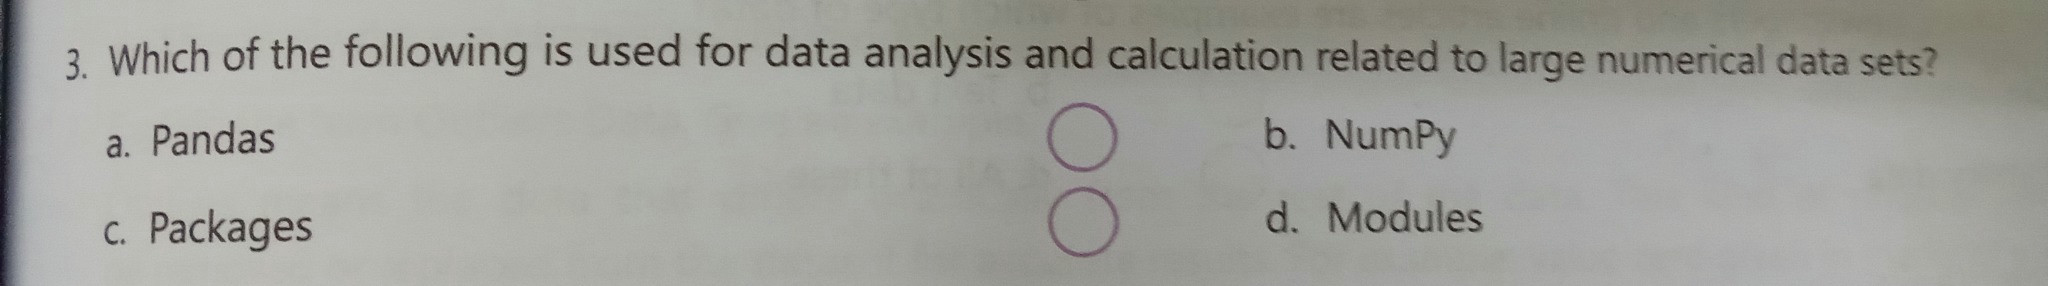 3. Which of the following is used for data analysis and calculation related to large numerical data sets?
a. Pandas
b. NumPy
c. Packages
d. Modules